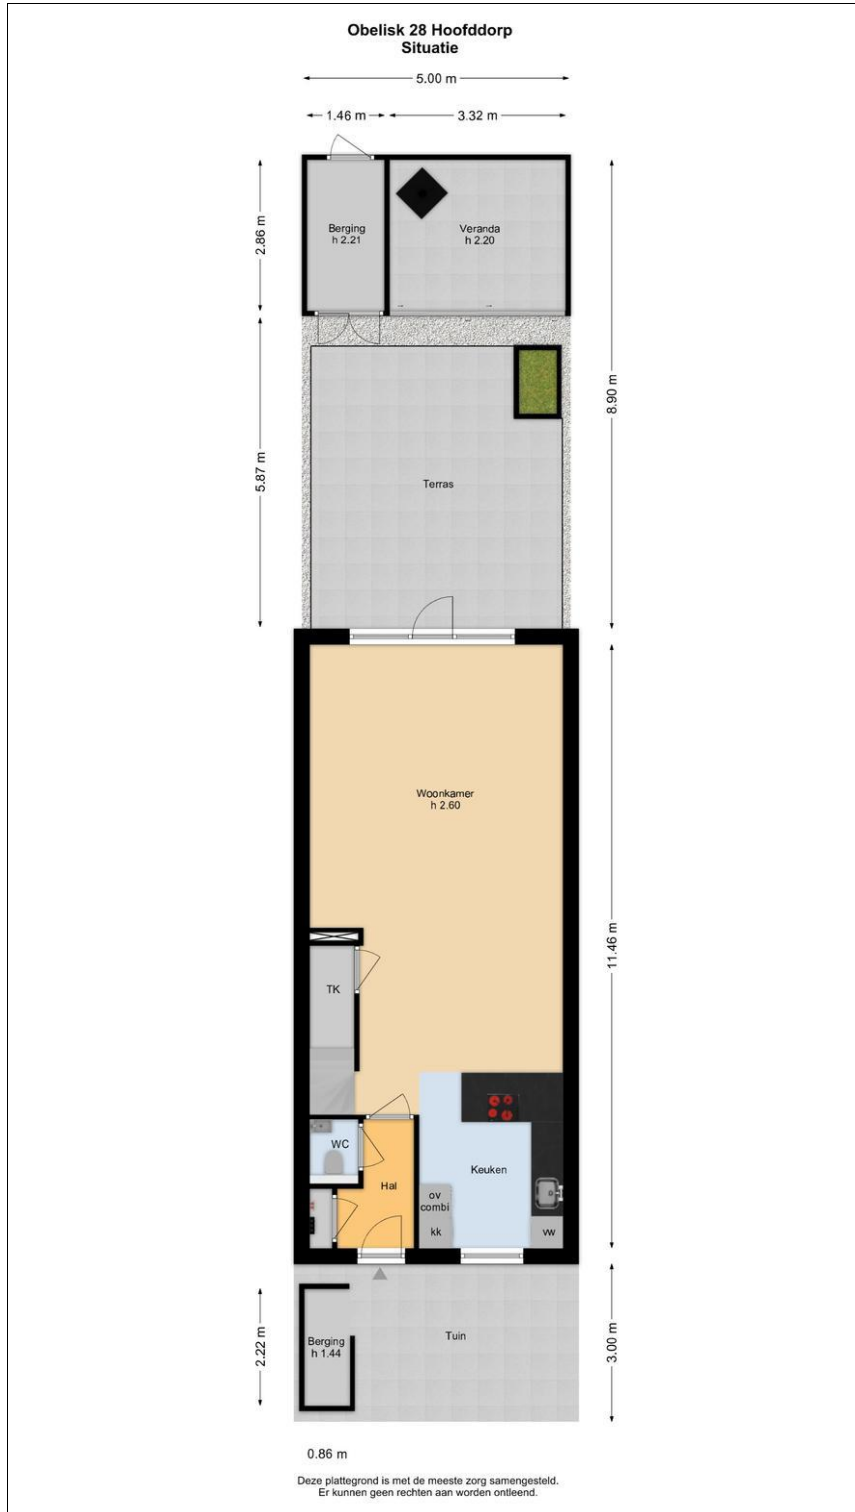 Obelisk 28 Hoofddorp
Situatie
5.00 m
1.46 m
3.32 m
2.86 m
Berging
h 2.21
Veranda
h 2.20
8.90 m
5.87 m
Terras
Woonkamer
h 2.60
11.46 m
TK
WC
Hal
Keuken
ov
combi
kk
vw
2.22 m
Berging
h 1.44
Tuin
3.00 m
0.86 m
Deze plattegrond is met de meeste zorg samengesteld.
Er kunnen geen rechten aan worden ontleend.